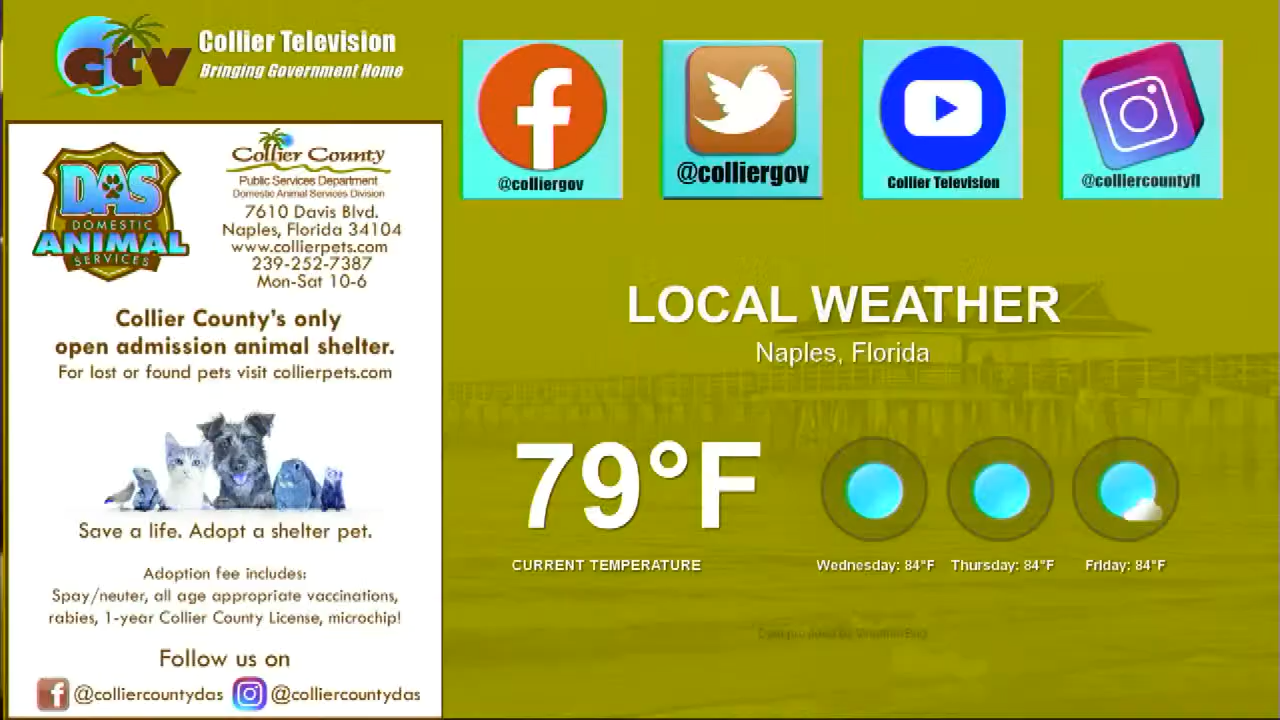 ctv
Collier Television
Bringing Government Home
@colliergov
@colliergov
Collier Television
@colliercountyfl
DAS
DOMESTIC
ANIMAL
SERVICES
Collier County
Public Services Department
Domestic Animal Services Division
7610 Davis Blvd.
Naples, Florida 34104
www.collierpets.com
239-252-7387
Mon-Sat 10-6
Collier County's only
open admission animal shelter.
For lost or found pets visit collierpets.com
Save a life. Adopt a shelter pet.
Adoption fee includes:
Spay/neuter, all age appropriate vaccinations,
rabies, 1-year Collier County License, microchip!
Follow us on
@colliercountydas @colliercountydas
LOCAL WEATHER
Naples, Florida
79°F
CURRENT TEMPERATURE
Wednesday: 84°F Thursday: 84°F Friday: 84°F